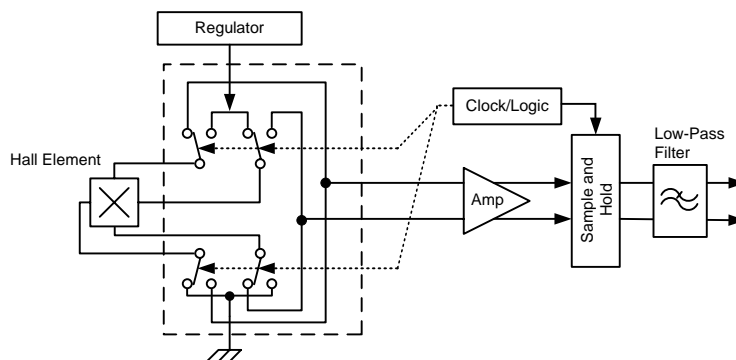 Regulator
Clock/Logic
Low-Pass
Filter
Hall Element
Amp
Sample and
Hold